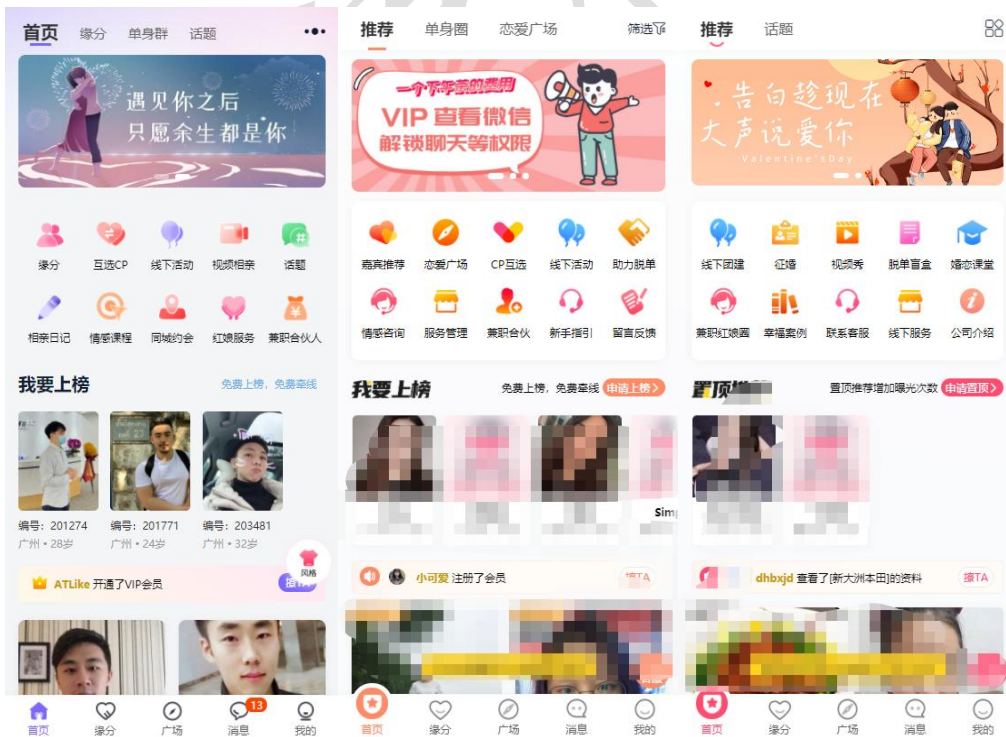 首页 缘分 单身群 话题
遇见你之后
只愿余生都是你
缘分 互选CP 线下活动 视频相亲 话题
相亲日记 情感课程 同城约会 红娘服务 兼职合伙人
我要上榜 免费上榜，免费牵线
编号：201274 编号：201771 编号：203481
广州·28岁 广州·24岁 广州·32岁
风格
ATLike 开通了VIP会员
首页 缘分 广场 消息 13 我的
推荐 单身圈 恋爱广场 筛选
一个下午茶的费用
VIP 查看微信
解锁聊天等权限
嘉宾推荐 恋爱广场 CP互选 线下活动 助力脱单
情感咨询 服务管理 兼职合伙 新手指引 留言反馈
我要上榜 免费上榜，免费牵线 申请上榜
小可爱 注册了会员
首页 缘分 广场 消息 我的
推荐 话题
告白趁现在
大声说爱你
Valentine'sDay
线下团建 征婚 视频秀 脱单盲盒 婚恋课堂
兼职红娘圈 幸福案例 联系客服 线下服务 公司介绍
置顶 置顶推荐增加曝光次数 申请置顶
dhbxjd 查看了[新大洲本田]的资料 撩TA
首页 缘分 广场 消息 我的